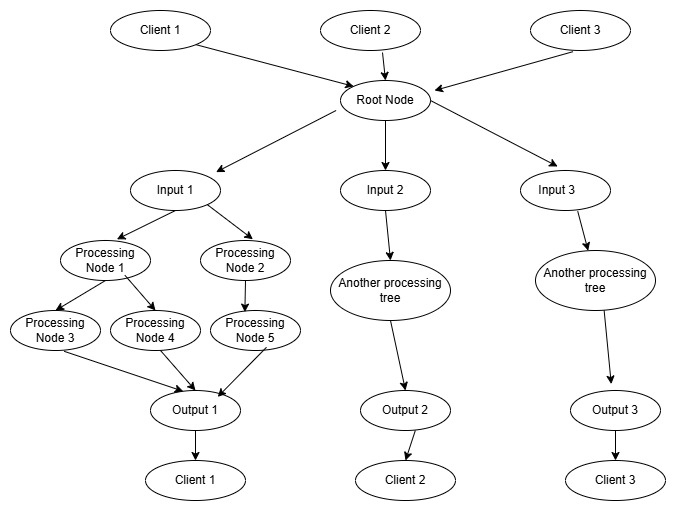 Client 1
Client 2
Client 3
Root Node
Input 1
Input 2
Input 3
Processing
Node 1
Processing
Node 2
Another processing
tree
Another processing
tree
Processing
Node 3
Processing
Node 4
Processing
Node 5
Output 1
Output 2
Output 3
Client 1
Client 2
Client 3